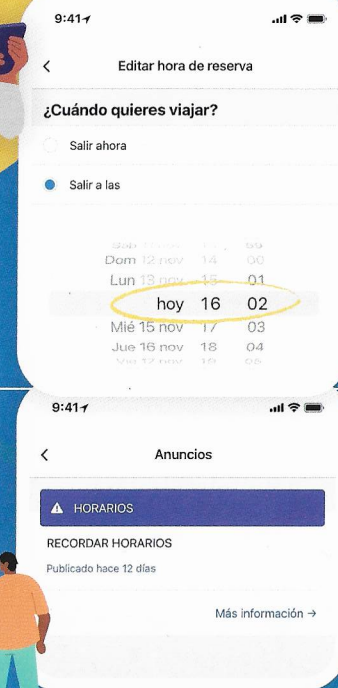 9:41
Editar hora de reserva
¿Cuándo quieres viajar?
Salir ahora
Salir a las
Dom 12 nov 14 00
Lun 13 nov 15 01
hoy 16 02
Mié 15 nov 17 03
Jue 16 nov 18 04
9:41
Anuncios
HORARIOS
RECORDAR HORARIOS
Publicado hace 12 días
Más información →